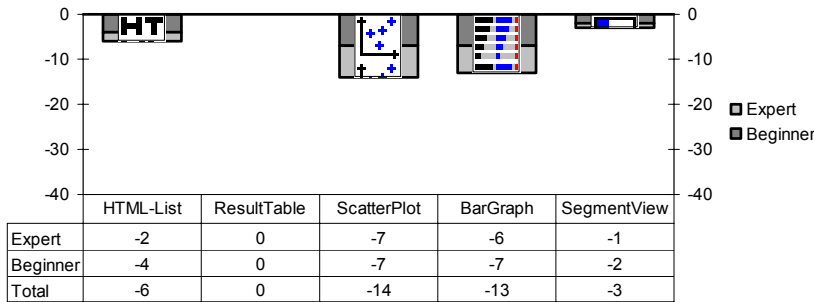 0 0
-10 -10
-20 -20
-30 -30
-40 -40
HT
Expert
Beginner
HTML-List ResultTable ScatterPlot BarGraph SegmentView
Expert -2 0 -7 -6 -1
Beginner -4 0 -7 -7 -2
Total -6 0 -14 -13 -3